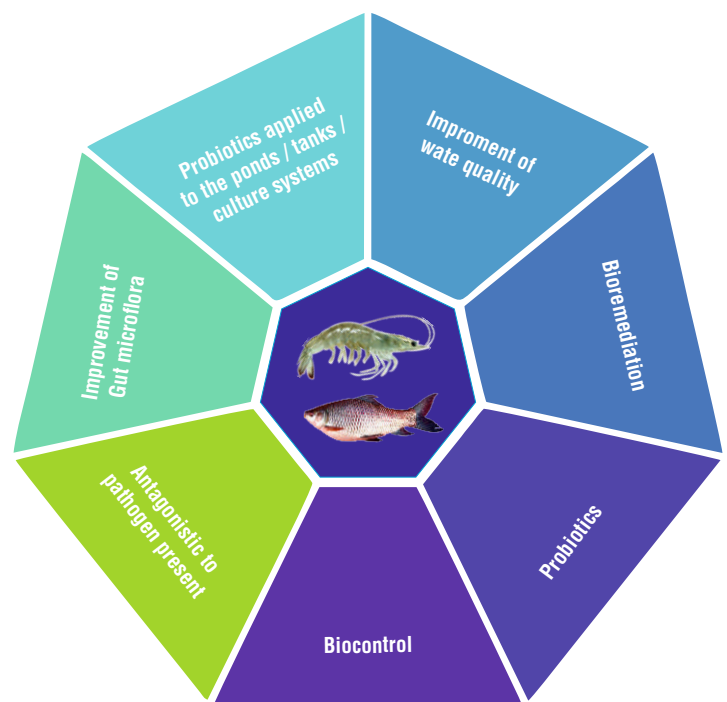 Probiotics applied
to the ponds / tanks /
culture systems
Improment of
wate quality
Bioremediation
Probiotics
Biocontrol
Antagonistic to
pathogen present
Improvement of
Gut microflora